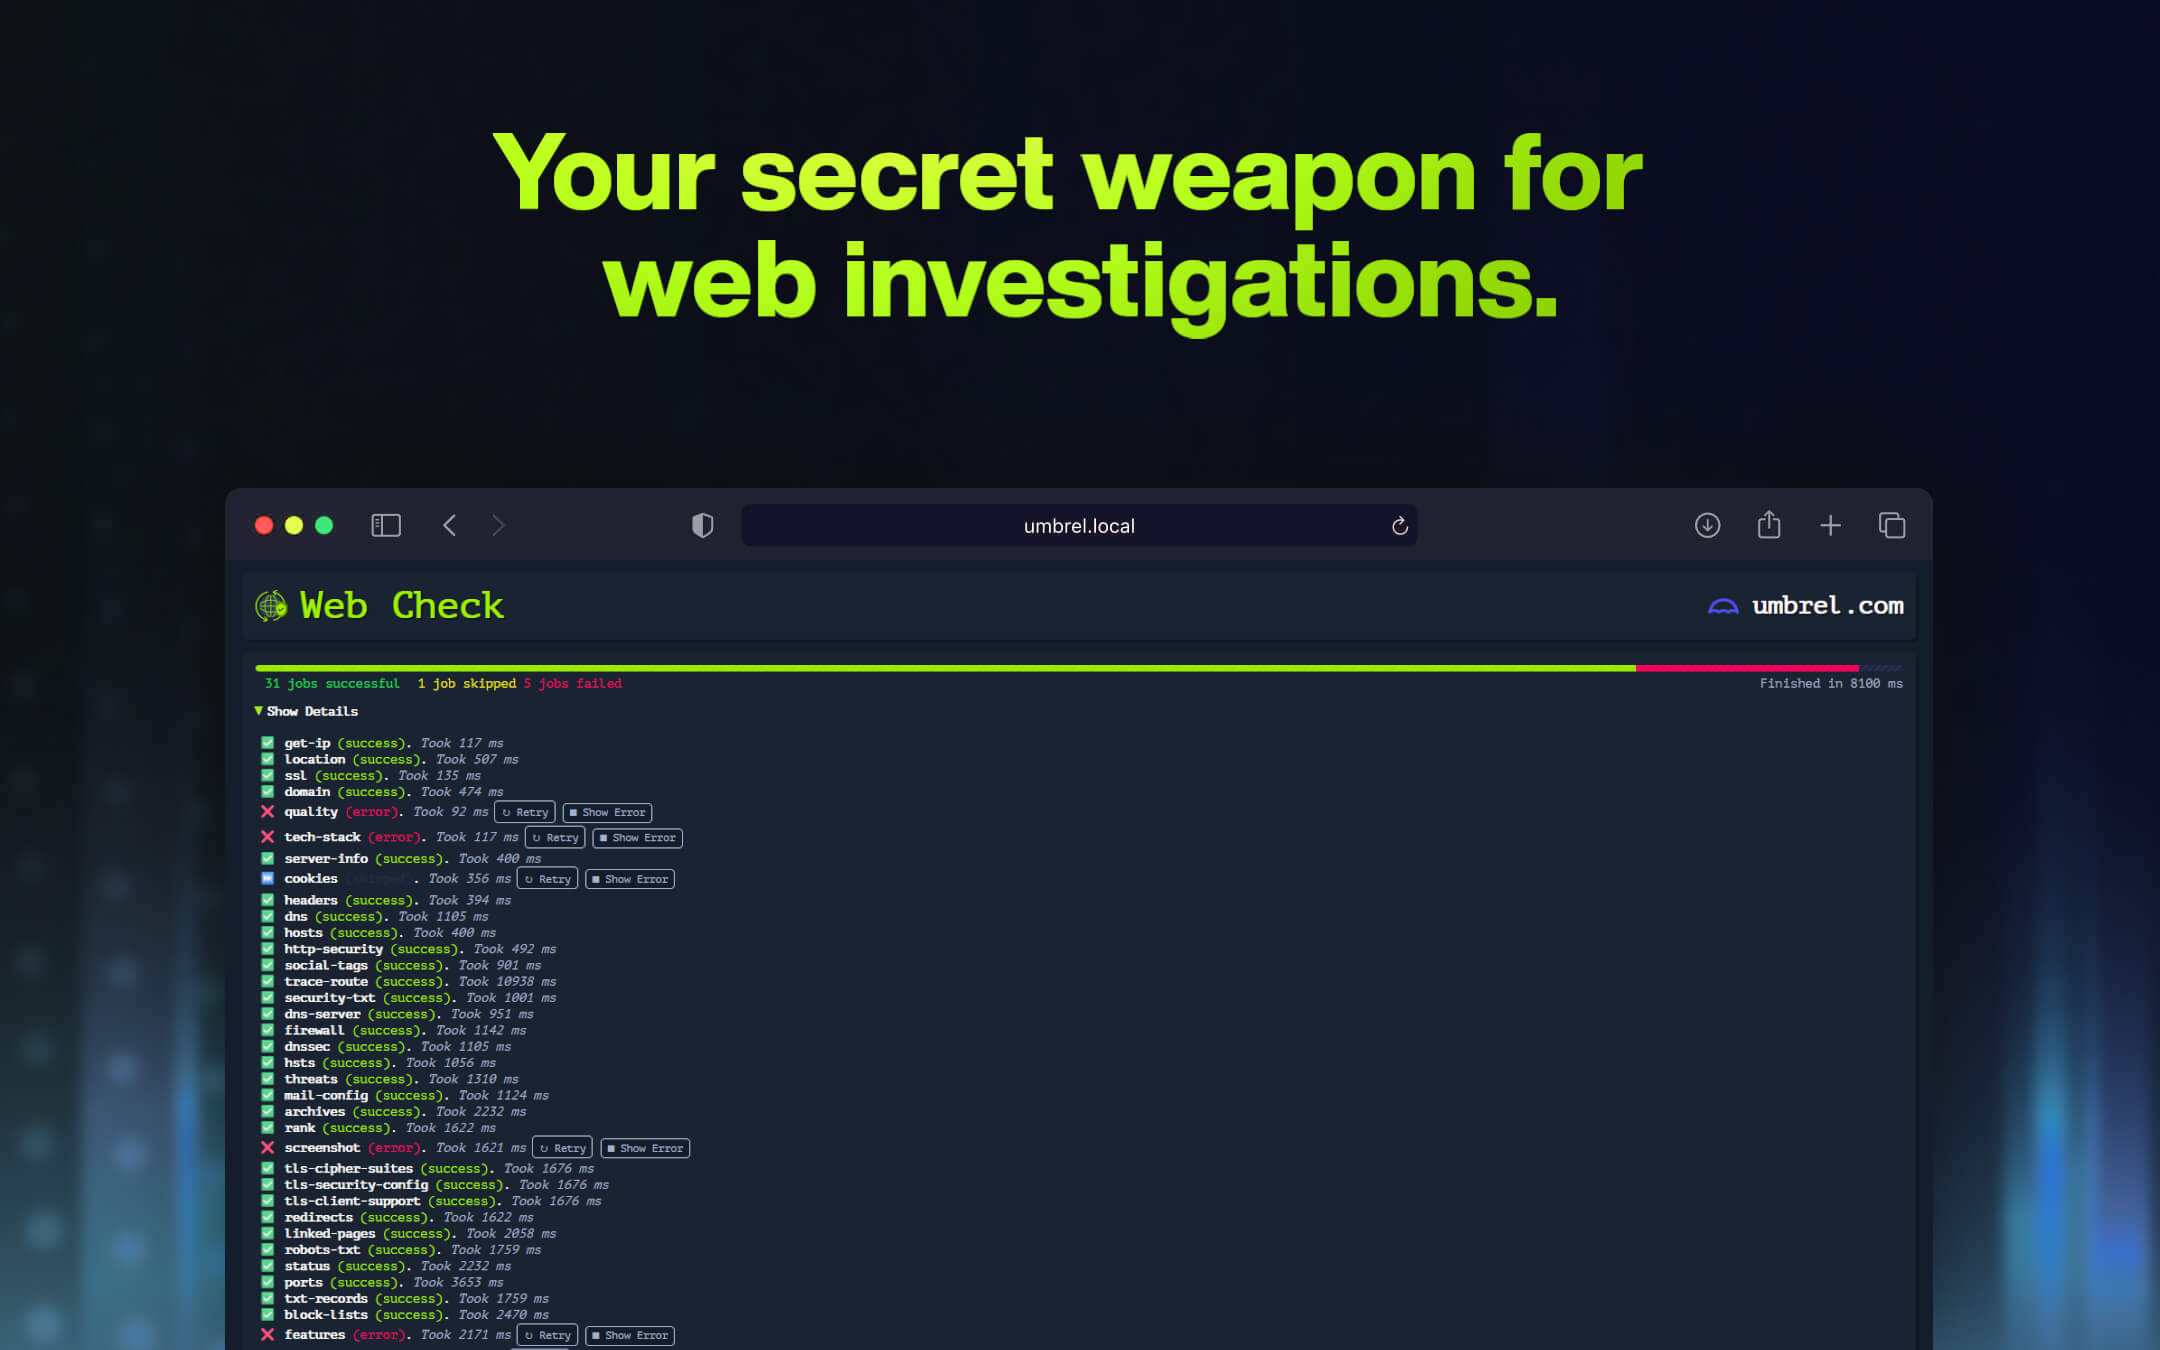 Your secret weapon for
web investigations.
umbrel.local
Web Check
umbrel.com
31 jobs successful 1 job skipped 5 jobs failed
Finished in 8100 ms
▼ Show Details
✅ get-ip (success). Took 117 ms
✅ location (success). Took 507 ms
✅ ssl (success). Took 135 ms
✅ domain (success). Took 474 ms
❌ quality (error). Took 92 ms ↻ Retry ■ Show Error
❌ tech-stack (error). Took 117 ms ↻ Retry ■ Show Error
✅ server-info (success). Took 400 ms
⏭️ cookies (skipped). Took 356 ms ↻ Retry ■ Show Error
✅ headers (success). Took 394 ms
✅ dns (success). Took 1105 ms
✅ hosts (success). Took 400 ms
✅ http-security (success). Took 492 ms
✅ social-tags (success). Took 901 ms
✅ trace-route (success). Took 10938 ms
✅ security-txt (success). Took 1001 ms
✅ dns-server (success). Took 951 ms
✅ firewall (success). Took 1142 ms
✅ dnssec (success). Took 1105 ms
✅ hsts (success). Took 1056 ms
✅ threats (success). Took 1310 ms
✅ mail-config (success). Took 1124 ms
✅ archives (success). Took 2232 ms
✅ rank (success). Took 1622 ms
❌ screenshot (error). Took 1621 ms ↻ Retry ■ Show Error
✅ tls-cipher-suites (success). Took 1676 ms
✅ tls-security-config (success). Took 1676 ms
✅ tls-client-support (success). Took 1676 ms
✅ redirects (success). Took 1622 ms
✅ linked-pages (success). Took 2058 ms
✅ robots-txt (success). Took 1759 ms
✅ status (success). Took 2232 ms
✅ ports (success). Took 3653 ms
✅ txt-records (success). Took 1759 ms
✅ block-lists (success). Took 2470 ms
❌ features (error). Took 2171 ms ↻ Retry ■ Show Error